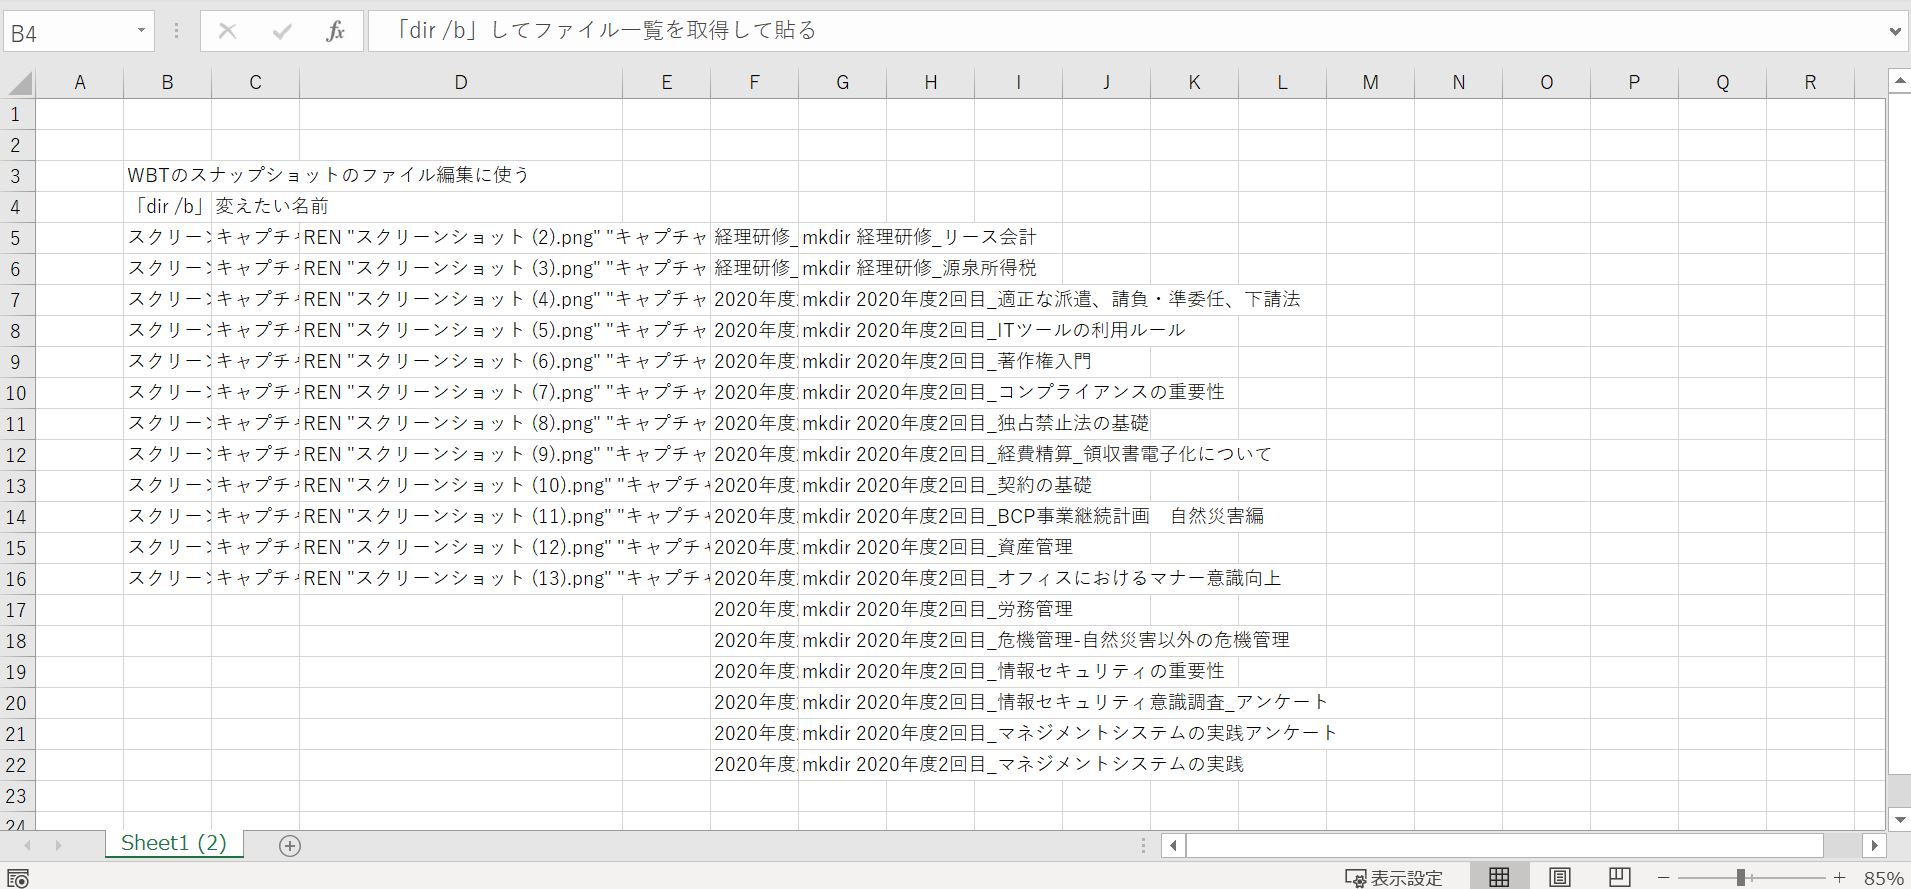 B4 fx 「dir /b」してファイル一覧を取得して貼る
A B C D E F G H I J K L M N O P Q R
1
2
3 WBTのスナップショットのファイル編集に使う
4 「dir /b」 変えたい名前
5 スクリーン キャプチャ REN "スクリーンショット (2).png" "キャプチャ 経理研修_ mkdir 経理研修_リース会計
6 スクリーン キャプチャ REN "スクリーンショット (3).png" "キャプチャ 経理研修_ mkdir 経理研修_源泉所得税
7 スクリーン キャプチャ REN "スクリーンショット (4).png" "キャプチャ 2020年度 mkdir 2020年度2回目_適正な派遣、請負・準委任、下請法
8 スクリーン キャプチャ REN "スクリーンショット (5).png" "キャプチャ 2020年度 mkdir 2020年度2回目_ITツールの利用ルール
9 スクリーン キャプチャ REN "スクリーンショット (6).png" "キャプチャ 2020年度 mkdir 2020年度2回目_著作権入門
10 スクリーン キャプチャ REN "スクリーンショット (7).png" "キャプチャ 2020年度 mkdir 2020年度2回目_コンプライアンスの重要性
11 スクリーン キャプチャ REN "スクリーンショット (8).png" "キャプチャ 2020年度 mkdir 2020年度2回目_独占禁止法の基礎
12 スクリーン キャプチャ REN "スクリーンショット (9).png" "キャプチャ 2020年度 mkdir 2020年度2回目_経費精算_領収書電子化について
13 スクリーン キャプチャ REN "スクリーンショット (10).png" "キャプチャ 2020年度 mkdir 2020年度2回目_契約の基礎
14 スクリーン キャプチャ REN "スクリーンショット (11).png" "キャプチャ 2020年度 mkdir 2020年度2回目_BCP事業継続計画　自然災害編
15 スクリーン キャプチャ REN "スクリーンショット (12).png" "キャプチャ 2020年度 mkdir 2020年度2回目_資産管理
16 スクリーン キャプチャ REN "スクリーンショット (13).png" "キャプチャ 2020年度 mkdir 2020年度2回目_オフィスにおけるマナー意識向上
17 2020年度 mkdir 2020年度2回目_労務管理
18 2020年度 mkdir 2020年度2回目_危機管理-自然災害以外の危機管理
19 2020年度 mkdir 2020年度2回目_情報セキュリティの重要性
20 2020年度 mkdir 2020年度2回目_情報セキュリティ意識調査_アンケート
21 2020年度 mkdir 2020年度2回目_マネジメントシステムの実践アンケート
22 2020年度 mkdir 2020年度2回目_マネジメントシステムの実践
23
24
Sheet1 (2)
表示設定 85%